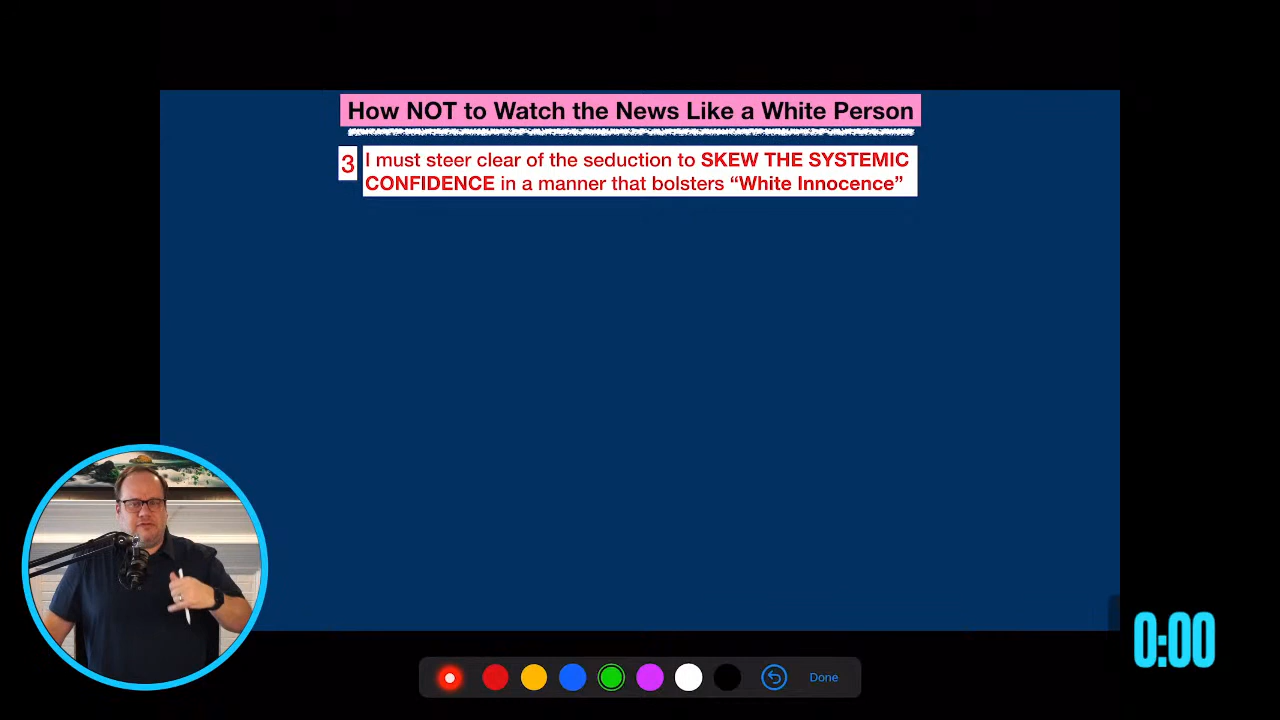 How NOT to Watch the News Like a White Person
3
I must steer clear of the seduction to SKEW THE SYSTEMIC
CONFIDENCE in a manner that bolsters “White Innocence”
0:00
Done